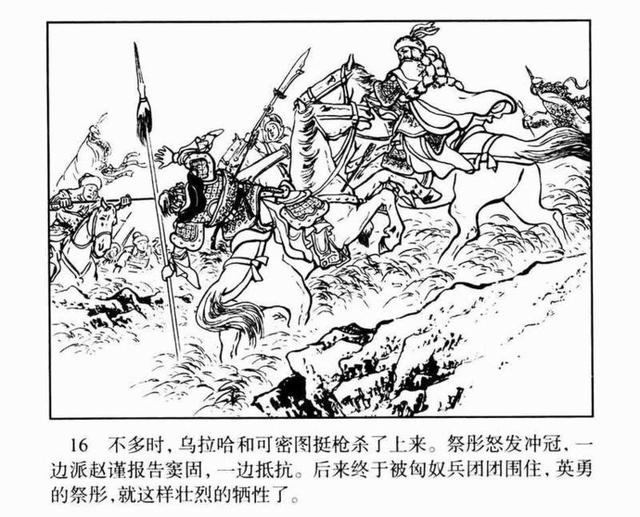 16 不多时，乌拉哈和可密图挺枪杀了上来。祭彤怒发冲冠，一
边派赵谨报告窦固，一边抵抗。后来终于被匈奴兵团团围住，英勇
的祭彤，就这样壮烈的牺性了。